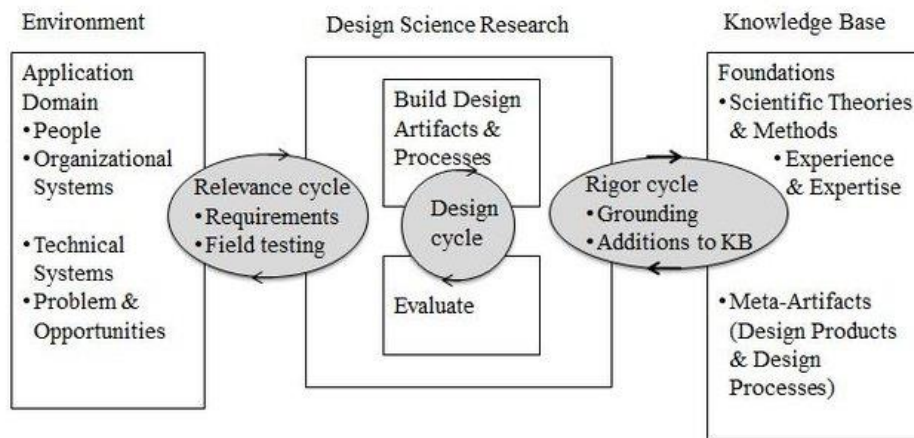 Environment
Application
Domain
•People
•Organizational
Systems
•Technical
Systems
•Problem &
Opportunities
Relevance cycle
•Requirements
•Field testing
Design Science Research
Build Design
Artifacts &
Processes
Design
cycle
Evaluate
Rigor cycle
•Grounding
•Additions to KB
Knowledge Base
Foundations
•Scientific Theories
& Methods
•Experience
& Expertise
•Meta-Artifacts
(Design Products
& Design
Processes)